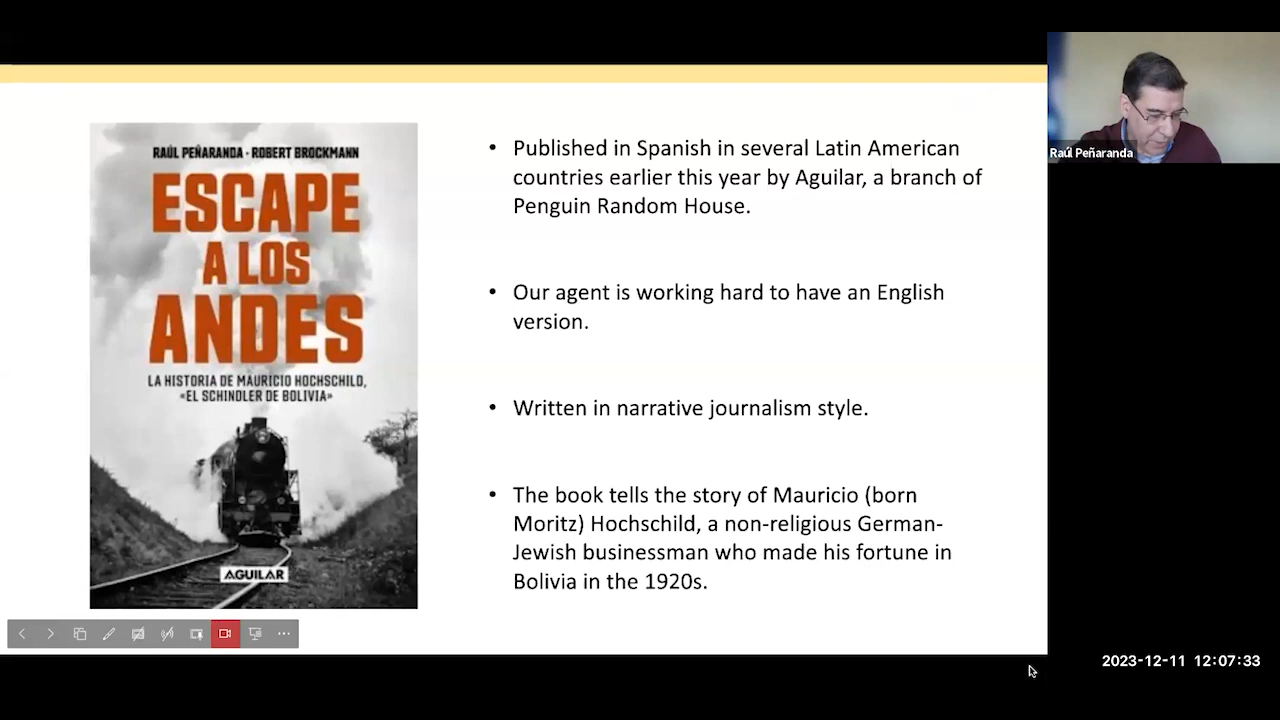 RAÚL PEÑARANDA · ROBERT BROCKMANN
ESCAPE
A LOS
ANDES
LA HISTORIA DE MAURICIO HOCHSCHILD,
«EL SCHINDLER DE BOLIVIA»
AGUILAR
• Published in Spanish in several Latin American
countries earlier this year by Aguilar, a branch of
Penguin Random House.
• Our agent is working hard to have an English
version.
• Written in narrative journalism style.
• The book tells the story of Mauricio (born
Moritz) Hochschild, a non-religious German-
Jewish businessman who made his fortune in
Bolivia in the 1920s.
Raúl Peñaranda
2023-12-11 12:07:33